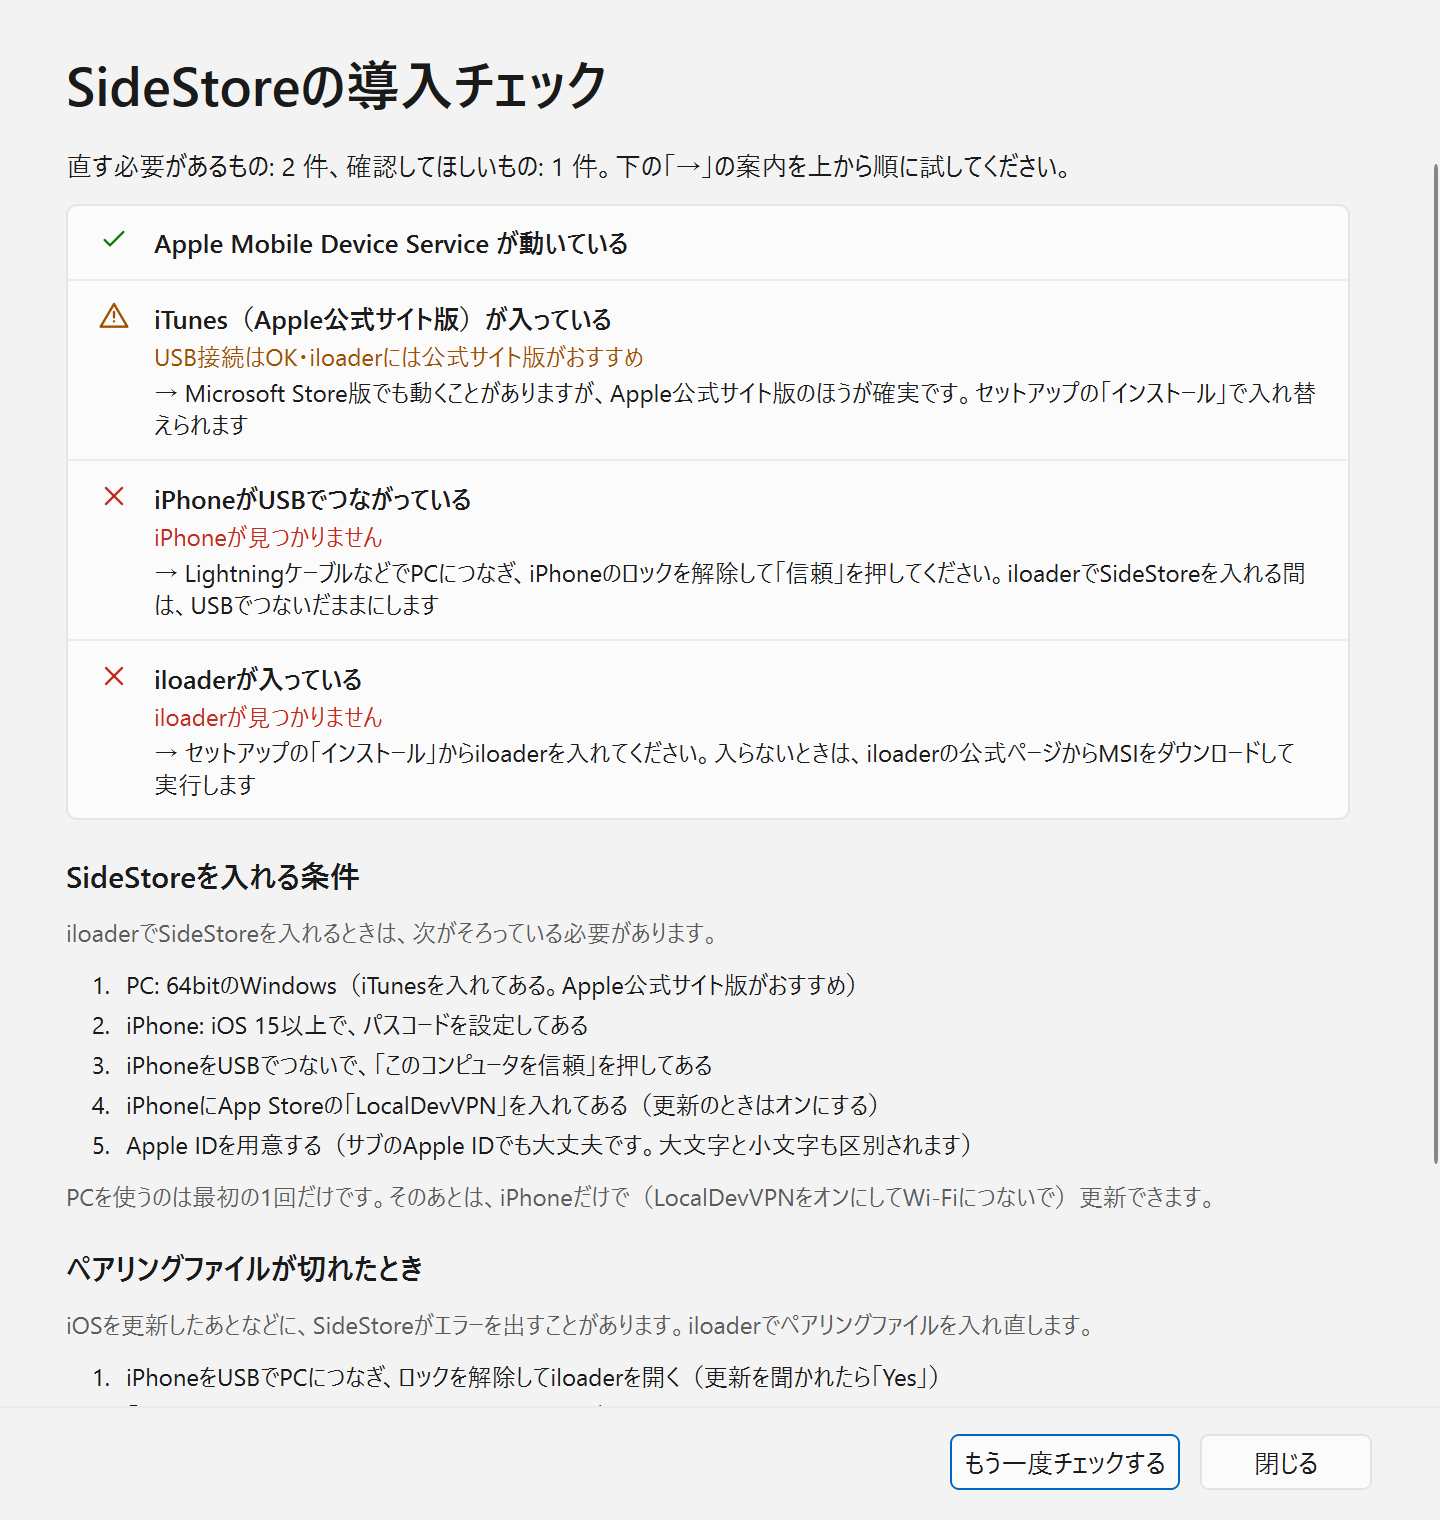 SideStoreの導入チェック
直す必要があるもの: 2 件、確認してほしいもの: 1 件。下の「→」の案内を上から順に試してください。
Apple Mobile Device Service が動いている
iTunes（Apple公式サイト版）が入っている
USB接続はOK・iloaderには公式サイト版がおすすめ
→ Microsoft Store版でも動くことがありますが、Apple公式サイト版のほうが確実です。セットアップの「インストール」で入れ替
えられます
iPhoneがUSBでつながっている
iPhoneが見つかりません
→ LightningケーブルなどでPCにつなぎ、iPhoneのロックを解除して「信頼」を押してください。iloaderでSideStoreを入れる間
は、USBでつないだままにします
iloaderが入っている
iloaderが見つかりません
→ セットアップの「インストール」からiloaderを入れてください。入らないときは、iloaderの公式ページからMSIをダウンロードして
実行します
SideStoreを入れる条件
iloaderでSideStoreを入れるときは、次がそろっている必要があります。
1. PC: 64bitのWindows（iTunesを入れてある。Apple公式サイト版がおすすめ）
2. iPhone: iOS 15以上で、パスコードを設定してある
3. iPhoneをUSBでつないで、「このコンピュータを信頼」を押してある
4. iPhoneにApp Storeの「LocalDevVPN」を入れてある（更新のときはオンにする）
5. Apple IDを用意する（サブのApple IDでも大丈夫です。大文字と小文字も区別されます）
PCを使うのは最初の1回だけです。そのあとは、iPhoneだけで（LocalDevVPNをオンにしてWi-Fiにつないで）更新できます。
ペアリングファイルが切れたとき
iOSを更新したあとなどに、SideStoreがエラーを出すことがあります。iloaderでペアリングファイルを入れ直します。
1. iPhoneをUSBでPCにつなぎ、ロックを解除してiloaderを開く（更新を聞かれたら「Yes」）
もう一度チェックする
閉じる